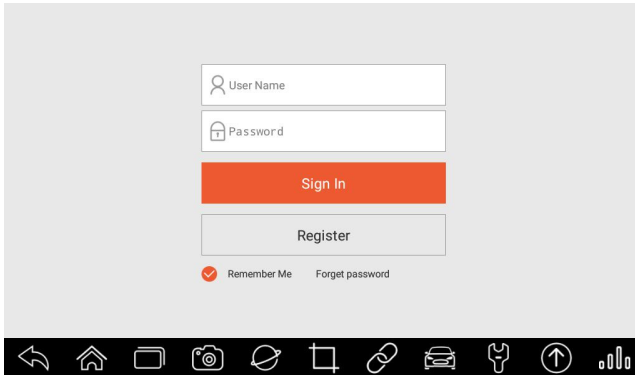 User Name
Password
Sign In
Register
Remember Me Forget password